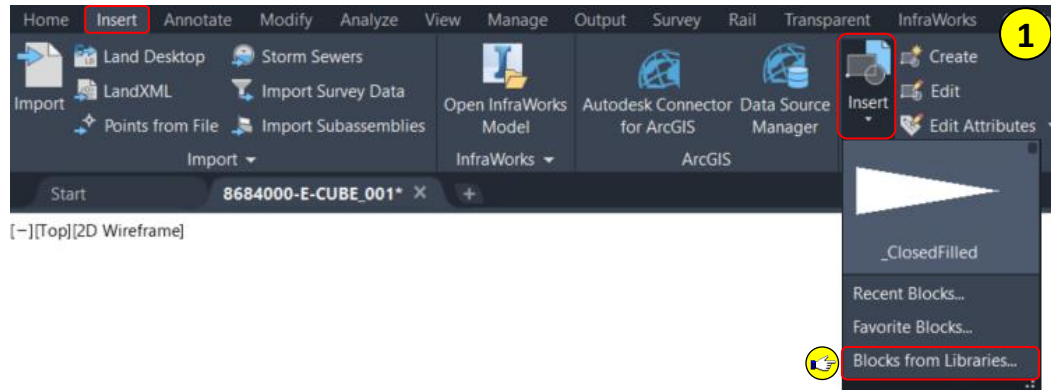 Home Insert Annotate Modify Analyze View Manage Output Survey Rail Transparent InfraWorks
1
Land Desktop Storm Sewers
LandXML Import Survey Data
Points from File Import Subassemblies
Import
Import
Open InfraWorks
Model
InfraWorks
Autodesk Connector
for ArcGIS
Data Source
Manager
ArcGIS
Insert
Create
Edit
Edit Attributes
Start 8684000-E-CUBE_001* × +
[−][Top][2D Wireframe]
_ClosedFilled
Recent Blocks...
Favorite Blocks...
Blocks from Libraries...